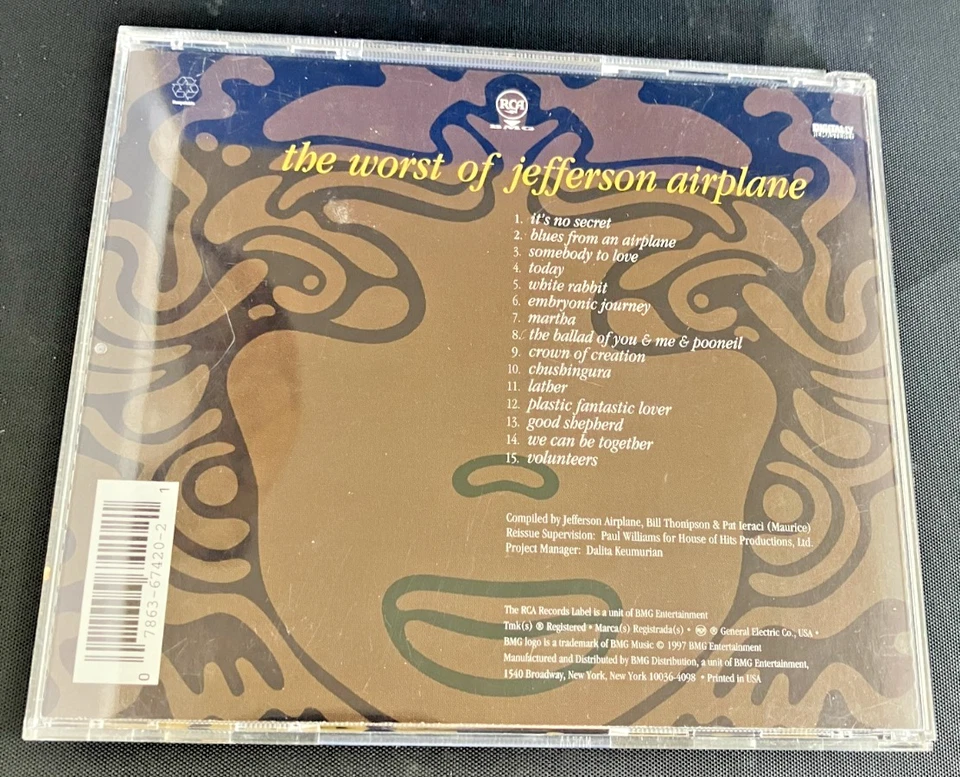 RCA
BMG
DIGITALLY
REMASTERED
the worst of jefferson airplane
1. it's no secret
2. blues from an airplane
3. somebody to love
4. today
5. white rabbit
6. embryonic journey
7. martha
8. the ballad of you & me & pooneil
9. crown of creation
10. chushingura
11. lather
12. plastic fantastic lover
13. good shepherd
14. we can be together
15. volunteers
Compiled by Jefferson Airplane, Bill Thompson & Pat Ieraci (Maurice)
Reissue Supervision: Paul Williams for House of Hits Productions, Ltd.
Project Manager: Dalita Keumurian
The RCA Records Label is a unit of BMG Entertainment
Tmk(s) ® Registered • Marca(s) Registrada(s) • RCA ® General Electric Co., USA •
BMG logo is a trademark of BMG Music © 1997 BMG Entertainment
Manufactured and Distributed by BMG Distribution, a unit of BMG Entertainment,
1540 Broadway, New York, New York 10036-4098 • Printed in USA
0 7863-67420-2 1